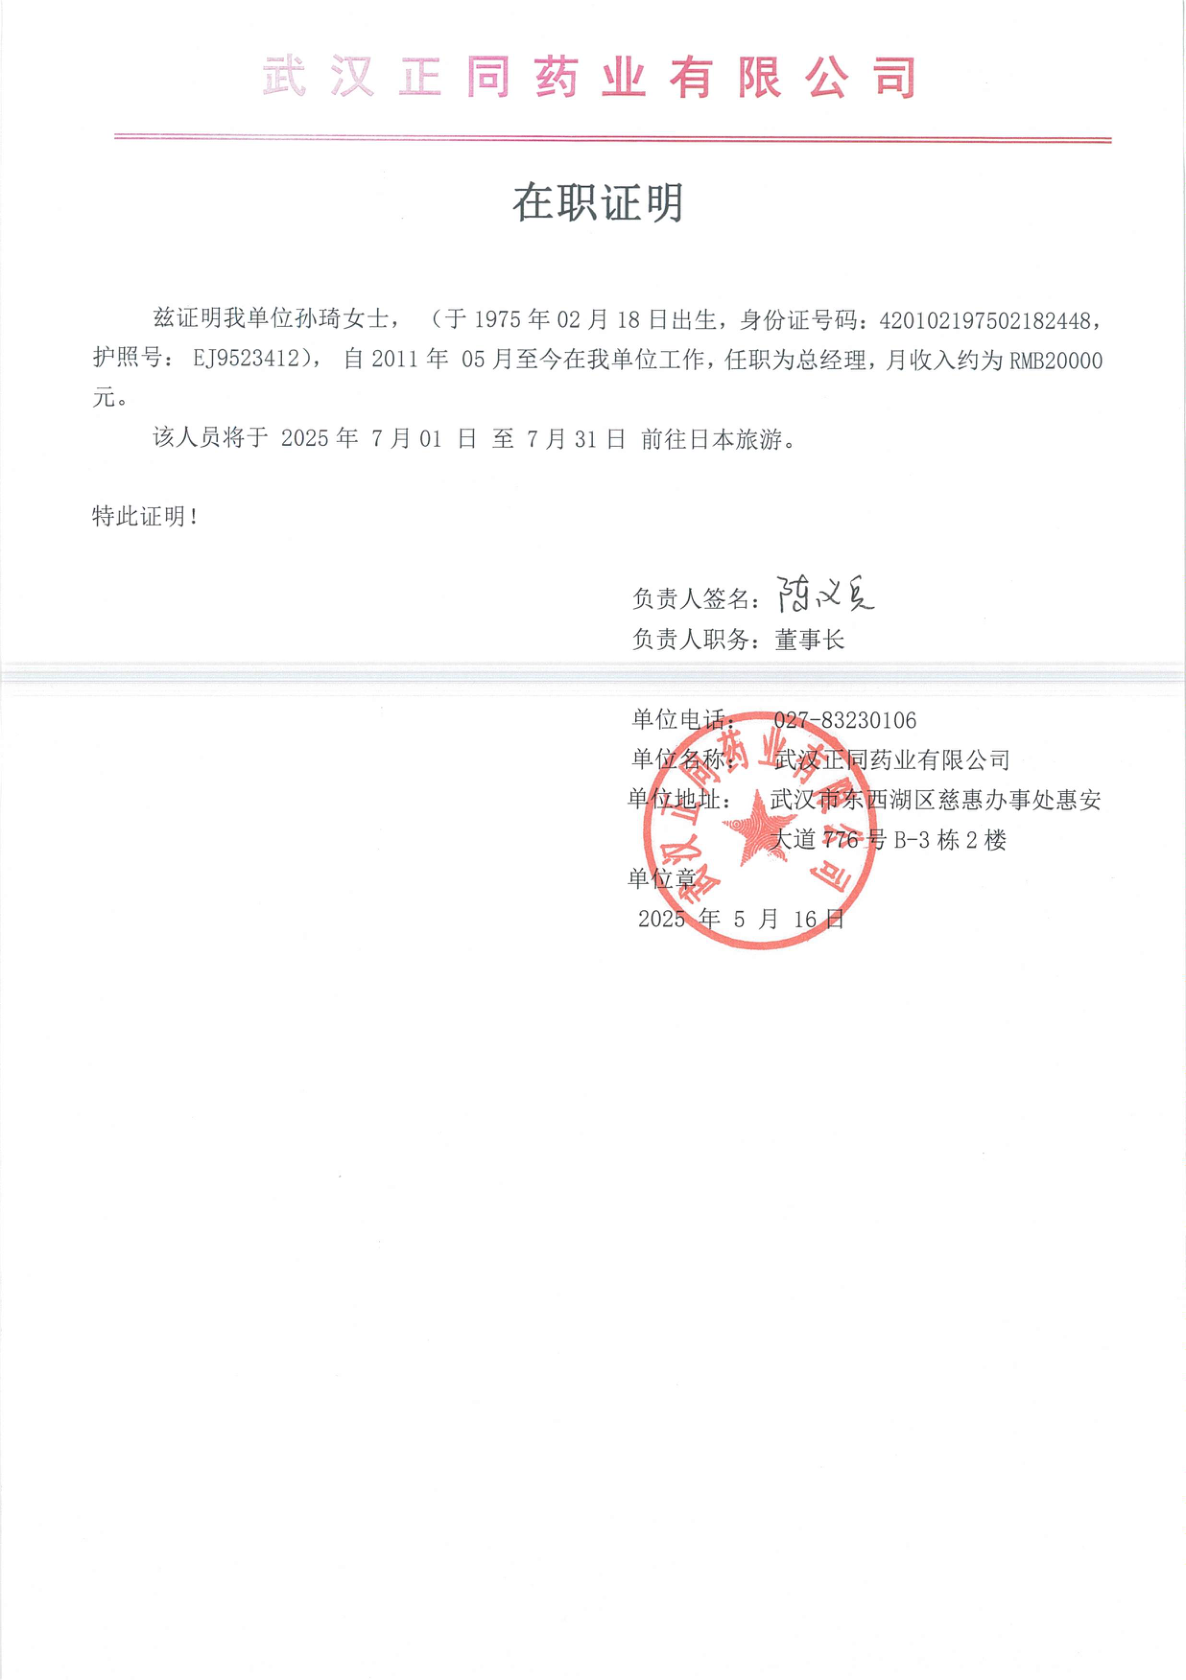 武汉正同药业有限公司
在职证明
兹证明我单位孙琦女士， （于 1975 年 02 月 18 日出生，身份证号码：420102197502182448，
护照号： EJ9523412）， 自 2011 年 05 月至今在我单位工作，任职为总经理，月收入约为 RMB20000
元。
该人员将于 2025 年 7 月 01 日 至 7 月 31 日 前往日本旅游。
特此证明！
负责人签名：陈义兵
负责人职务：董事长
单位电话： 027-83230106
单位名称： 武汉正同药业有限公司
单位地址： 武汉市东西湖区慈惠办事处惠安
大道 776 号 B-3 栋 2 楼
单位章
2025 年 5 月 16 日
武汉正同药业有限公司